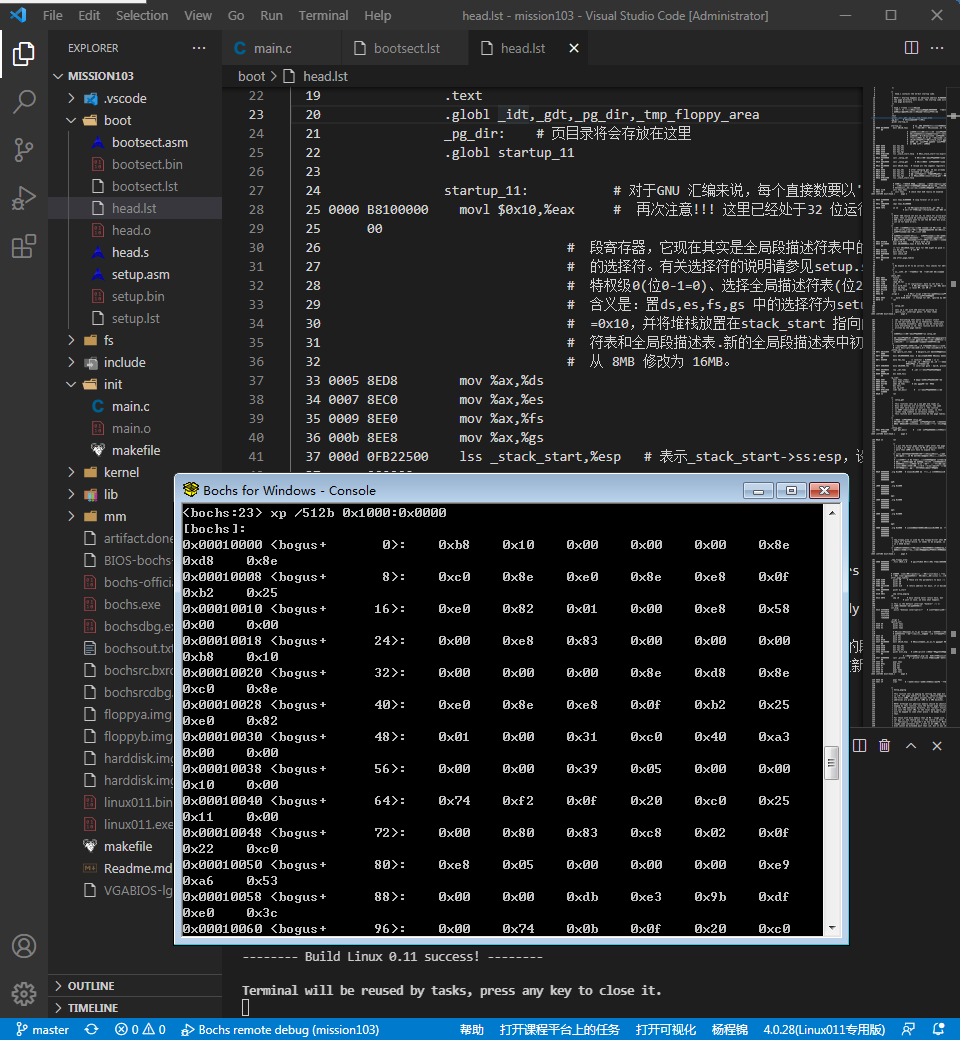 File Edit Selection View Go Run Terminal Help head.lst - mission103 - Visual Studio Code [Administrator]
EXPLORER
main.c bootsect.lst head.lst
MISSION103
boot > head.lst
.vscode
boot
bootsect.asm
bootsect.bin
bootsect.lst
head.lst
head.o
head.s
setup.asm
setup.bin
setup.lst
fs
include
init
main.c
main.o
makefile
kernel
lib
mm
artifact.done
BIOS-bochs-
bochs-officia
bochs.exe
bochsdbg.ex
bochsout.txt
bochsrc.bxrc
bochsrcdbg.
floppya.img
floppyb.img
harddisk.img
harddisk.img
linux011.bin
linux011.exe
makefile
Readme.md
VGABIOS-lg
OUTLINE
TIMELINE
22 19 .text
23 20 .globl _idt,_gdt,_pg_dir,_tmp_floppy_area
24 21 _pg_dir: # 页目录将会存放在这里
25 22 .globl startup_11
26 23
27 24 startup_11: # 对于GNU 汇编来说，每个直接数要以'
28 25 0000 B8100000 movl $0x10,%eax # 再次注意!!! 这里已经处于32 位运行
29 25 00
30 26 # 段寄存器，它现在其实是全局段描述符表中的
31 27 # 的选择符。有关选择符的说明请参见setup.s
32 28 # 特权级0(位0-1=0)、选择全局描述符表(位2
33 29 # 含义是：置ds,es,fs,gs 中的选择符为setu
34 30 # =0x10，并将堆栈放置在stack_start 指向的
35 31 # 符表和全局段描述表.新的全局段描述表中初
36 32 # 从 8MB 修改为 16MB。
37 33 0005 8ED8 mov %ax,%ds
38 34 0007 8EC0 mov %ax,%es
39 35 0009 8EE0 mov %ax,%fs
40 36 000b 8EE8 mov %ax,%gs
41 37 000d 0FB22500 lss _stack_start,%esp # 表示_stack_start->ss:esp，设
Bochs for Windows - Console
<bochs:23> xp /512b 0x1000:0x0000
[bochs]:
0x00010000 <bogus+ 0>: 0xb8 0x10 0x00 0x00 0x00 0x8e
0xd8 0x8e
0x00010008 <bogus+ 8>: 0xc0 0x8e 0xe0 0x8e 0xe8 0x0f
0xb2 0x25
0x00010010 <bogus+ 16>: 0xe0 0x82 0x01 0x00 0xe8 0x58
0x00 0x00
0x00010018 <bogus+ 24>: 0x00 0xe8 0x83 0x00 0x00 0x00
0xb8 0x10
0x00010020 <bogus+ 32>: 0x00 0x00 0x00 0x8e 0xd8 0x8e
0xc0 0x8e
0x00010028 <bogus+ 40>: 0xe0 0x8e 0xe8 0x0f 0xb2 0x25
0xe0 0x82
0x00010030 <bogus+ 48>: 0x01 0x00 0x31 0xc0 0x40 0xa3
0x00 0x00
0x00010038 <bogus+ 56>: 0x00 0x00 0x39 0x05 0x00 0x00
0x10 0x00
0x00010040 <bogus+ 64>: 0x74 0xf2 0x0f 0x20 0xc0 0x25
0x11 0x00
0x00010048 <bogus+ 72>: 0x00 0x80 0x83 0xc8 0x02 0x0f
0x22 0xc0
0x00010050 <bogus+ 80>: 0xe8 0x05 0x00 0x00 0x00 0xe9
0xa6 0x53
0x00010058 <bogus+ 88>: 0x00 0x00 0xdb 0xe3 0x9b 0xdf
0xe0 0x3c
0x00010060 <bogus+ 96>: 0x00 0x74 0x0b 0x0f 0x20 0xc0
-------- Build Linux 0.11 success! --------
Terminal will be reused by tasks, press any key to close it.
master 0 0 Bochs remote debug (mission103) 帮助 打开课程平台上的任务 打开可视化 杨程锦 4.0.28(Linux011专用版)